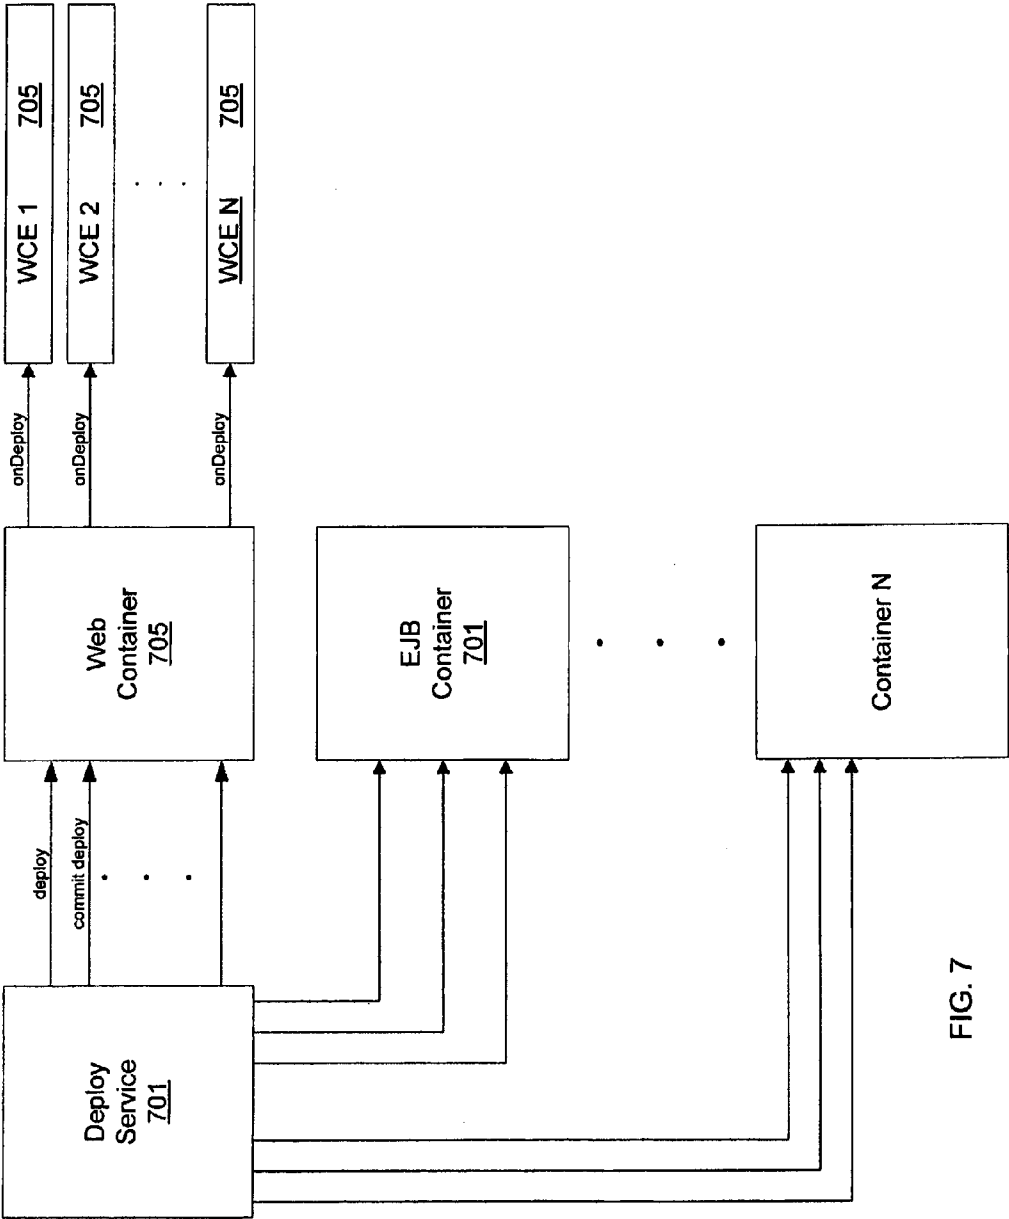 Deploy
Service
701
deploy
commit deploy
Web
Container
705
onDeploy
onDeploy
onDeploy
WCE 1 705
WCE 2 705
WCE N 705
EJB
Container
701
Container N
FIG. 7